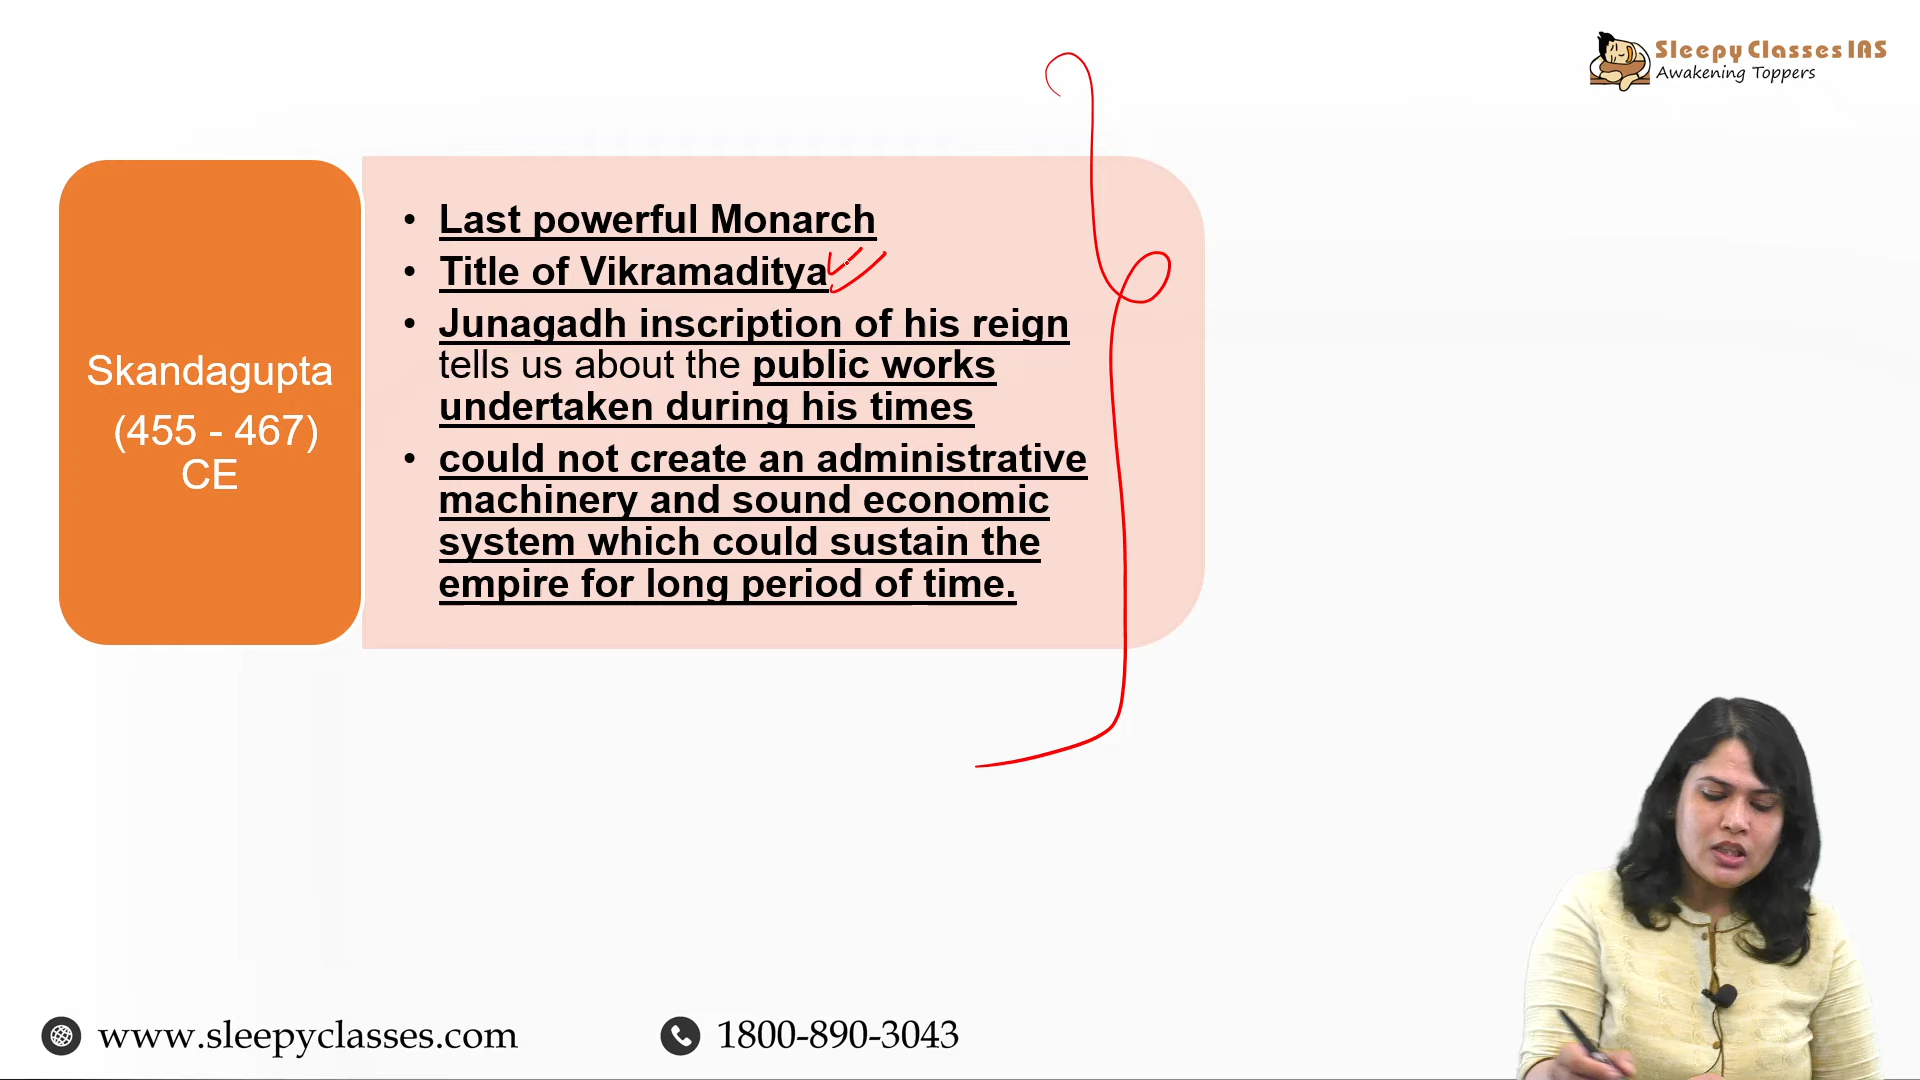 Sleepy Classes IAS
Awakening Toppers
Skandagupta
(455 - 467)
CE
• Last powerful Monarch
• Title of Vikramaditya
• Junagadh inscription of his reign
tells us about the public works
undertaken during his times
• could not create an administrative
machinery and sound economic
system which could sustain the
empire for long period of time.
www.sleepyclasses.com
1800-890-3043